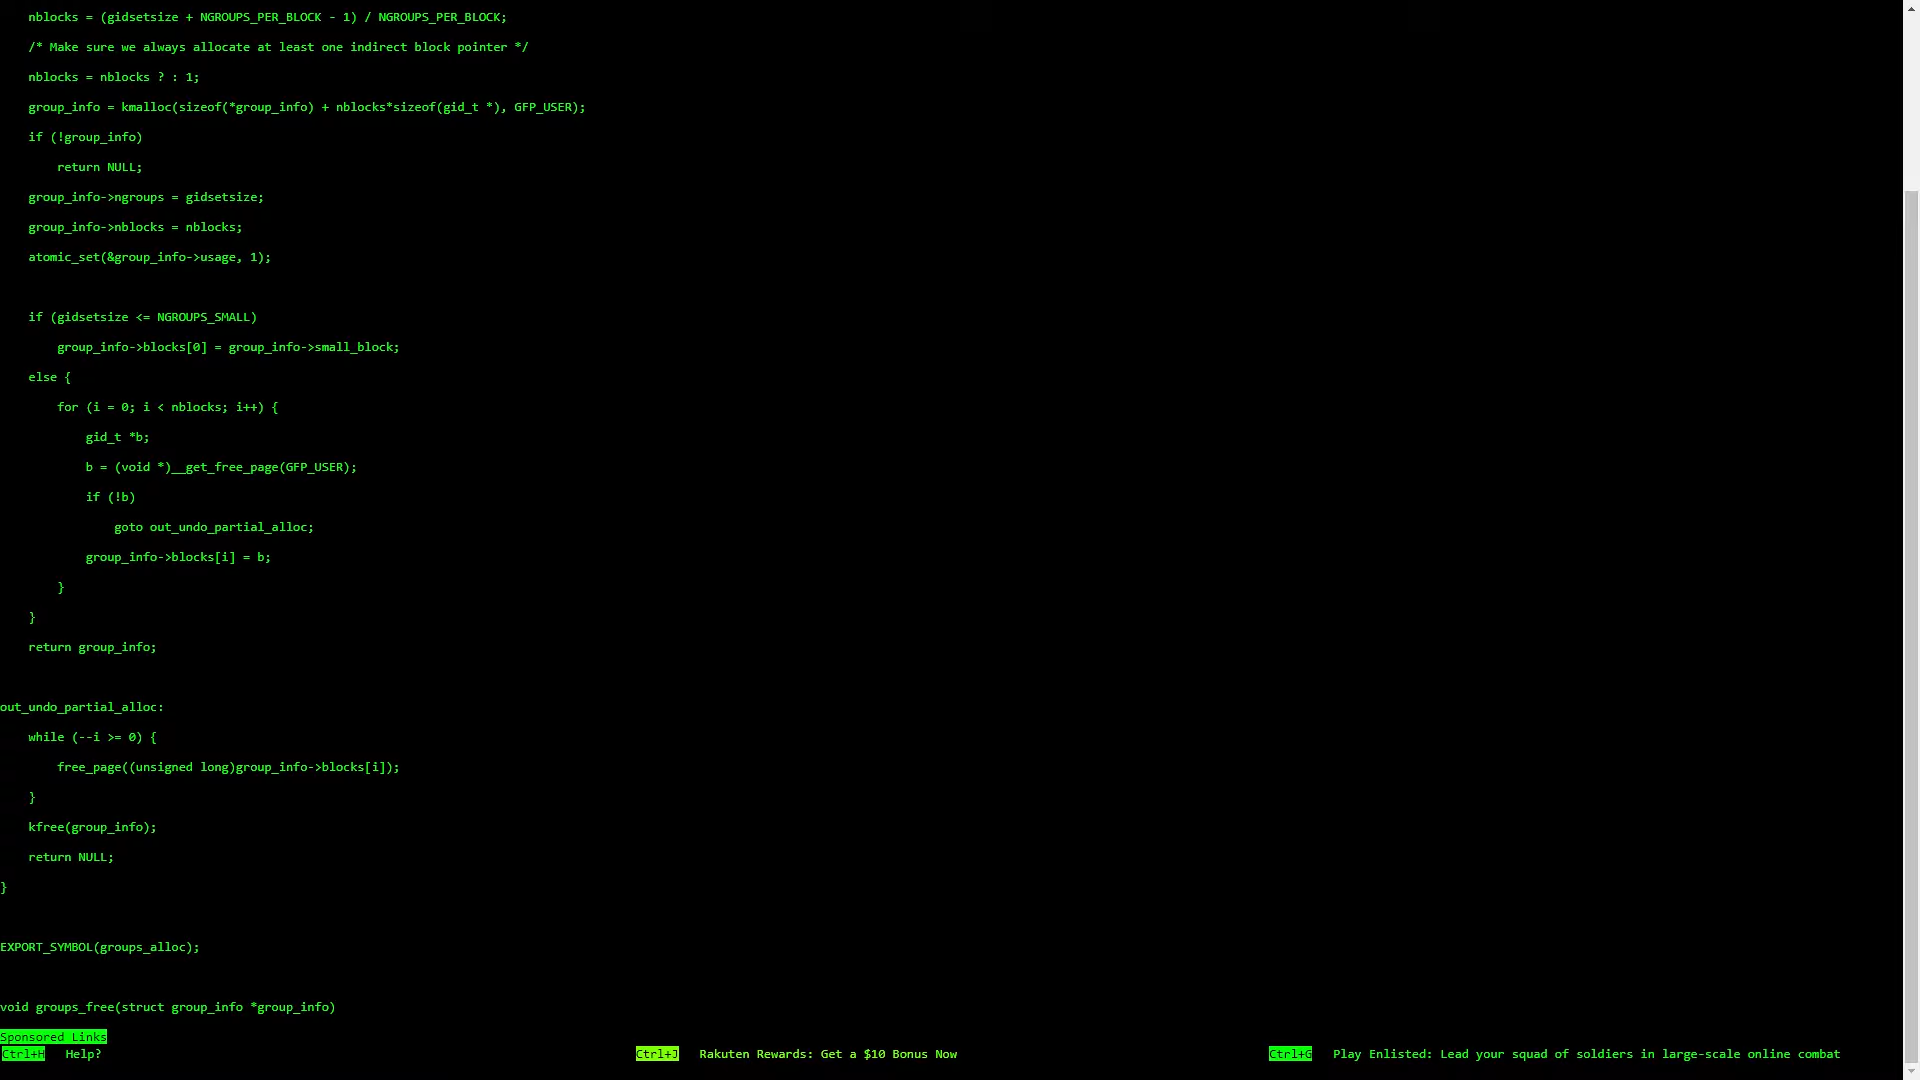 nblocks = (gidsetsize + NGROUPS_PER_BLOCK - 1) / NGROUPS_PER_BLOCK;
/* Make sure we always allocate at least one indirect block pointer */
nblocks = nblocks ? : 1;
group_info = kmalloc(sizeof(*group_info) + nblocks*sizeof(gid_t *), GFP_USER);
if (!group_info)
return NULL;
group_info->ngroups = gidsetsize;
group_info->nblocks = nblocks;
atomic_set(&group_info->usage, 1);
if (gidsetsize <= NGROUPS_SMALL)
group_info->blocks[0] = group_info->small_block;
else {
for (i = 0; i < nblocks; i++) {
gid_t *b;
b = (void *)__get_free_page(GFP_USER);
if (!b)
goto out_undo_partial_alloc;
group_info->blocks[i] = b;
}
}
return group_info;
out_undo_partial_alloc:
while (--i >= 0) {
free_page((unsigned long)group_info->blocks[i]);
}
kfree(group_info);
return NULL;
}
EXPORT_SYMBOL(groups_alloc);
void groups_free(struct group_info *group_info)
Sponsored Links
Ctrl+H Help? Ctrl+J Rakuten Rewards: Get a $10 Bonus Now Ctrl+G Play Enlisted: Lead your squad of soldiers in large-scale online combat